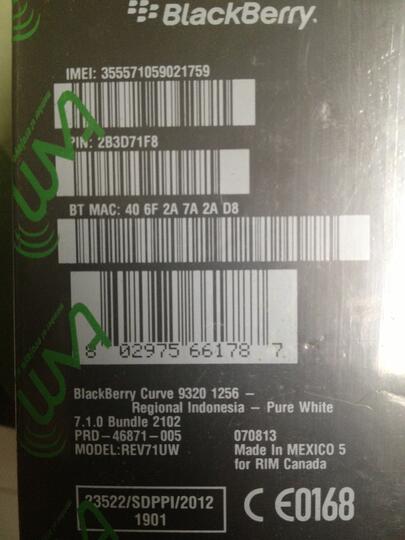 BlackBerry.
IMEI: 355571059021759
PIN: 2B3D71F8
BT MAC: 40 6F 2A 7A 2A D8
8 02975 66178 7
BlackBerry Curve 9320 1256 –
Regional Indonesia – Pure White
7.1.0 Bundle 2102
PRD-46871-005 070813
MODEL:REV71UW Made In MEXICO 5
for RIM Canada
23522/SDPPI/2012
1901
CE0168